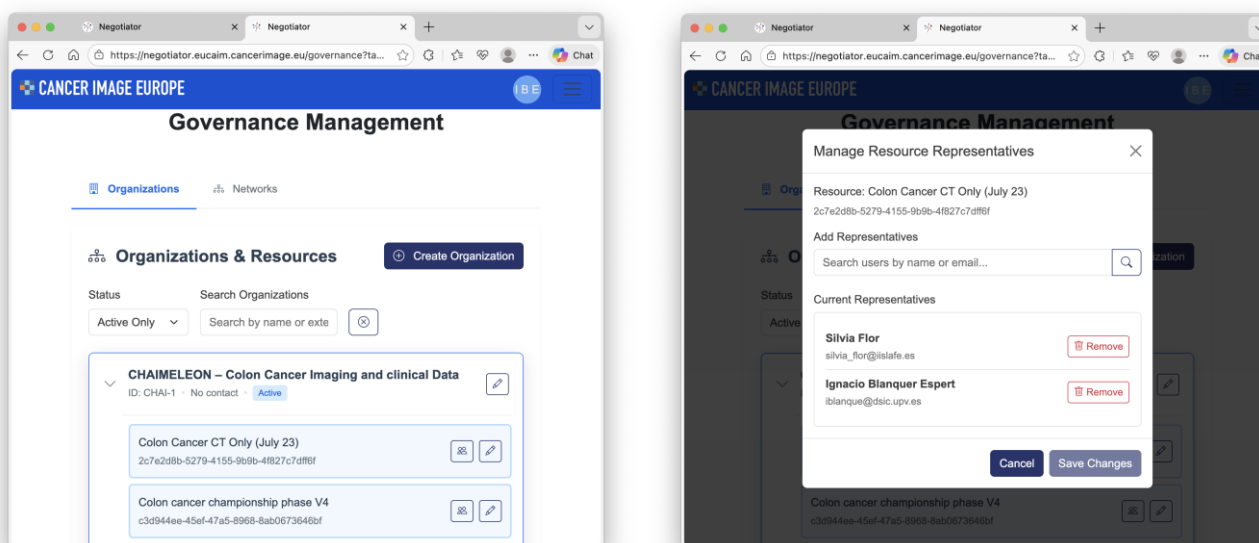 Negotiator
Negotiator
https://negotiator.eucaim.cancerimage.eu/governance?ta...
Chat
CANCER IMAGE EUROPE
IBE
Governance Management
Organizations
Networks
Organizations & Resources
Create Organization
Status
Search Organizations
Active Only
Search by name or exte
CHAIMELEON – Colon Cancer Imaging and clinical Data
ID: CHAI-1 · No contact · Active
Colon Cancer CT Only (July 23)
2c7e2d8b-5279-4155-9b9b-4f827c7dff6f
Colon cancer championship phase V4
c3d944ee-45ef-47a5-8968-8ab0673646bf
Negotiator
Negotiator
https://negotiator.eucaim.cancerimage.eu/governance?ta...
Cha
CANCER IMAGE EUROPE
IBE
Governance Management
Manage Resource Representatives
Resource: Colon Cancer CT Only (July 23)
2c7e2d8b-5279-4155-9b9b-4f827c7dff6f
Orga
Add Representatives
Search users by name or email...
O
ization
Status
Current Representatives
Active
Silvia Flor
silvia_flor@iislafe.es
Remove
Ignacio Blanquer Espert
iblanque@dsic.upv.es
Remove
Cancel
Save Changes
Colon cancer championship phase V4
c3d944ee-45ef-47a5-8968-8ab0673646bf